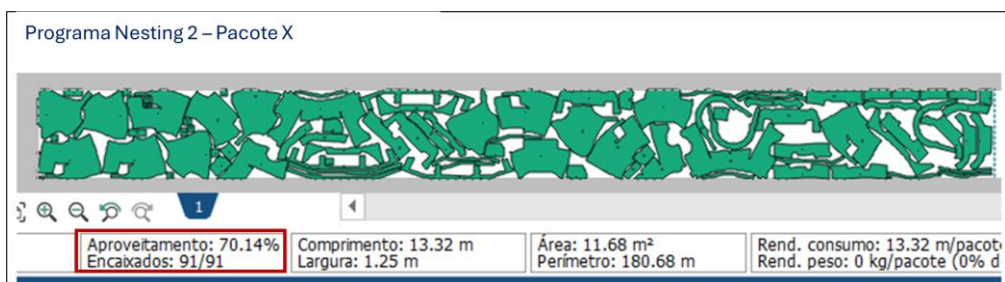 Programa Nesting 2 – Pacote X
1
Aproveitamento: 70.14%
Encaixados: 91/91
Comprimento: 13.32 m
Largura: 1.25 m
Área: 11.68 m²
Perímetro: 180.68 m
Rend. consumo: 13.32 m/pacot
Rend. peso: 0 kg/pacote (0% d